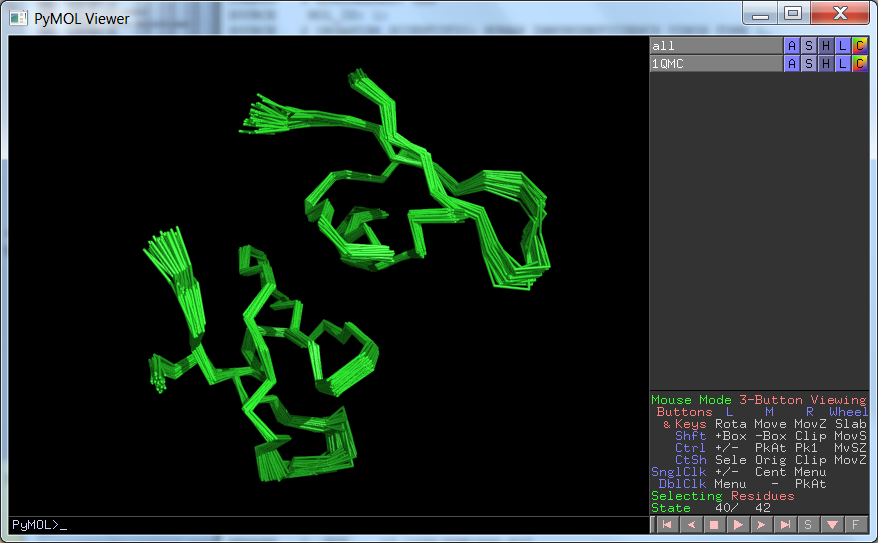 PyMOL Viewer
all A S H L C
1QMC A S H L C
Mouse Mode 3-Button Viewing
Buttons L M R Wheel
& Keys Rota Move MovZ Slab
Shft +Box -Box Clip MovS
Ctrl +/- PkAt Pk1 MvSZ
CtSh Sele Orig Clip MovZ
SnglClk +/- Cent Menu
DblClk Menu - PkAt
Selecting Residues
State 40/ 42
PyMOL>_ S F